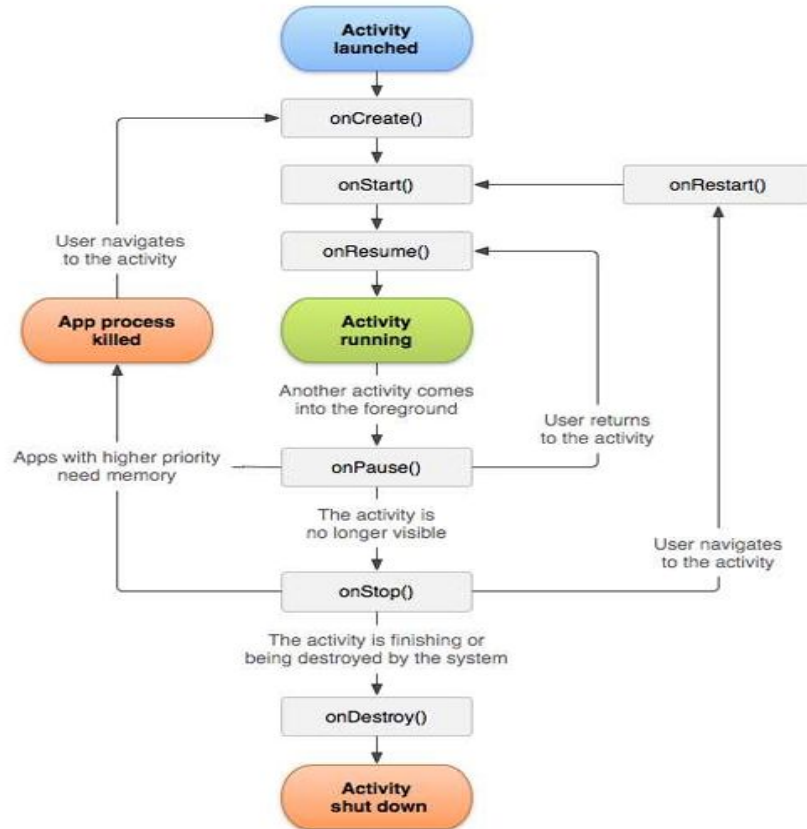 Activity
launched
onCreate()
onStart()
onRestart()
onResume()
User navigates
to the activity
App process
killed
Activity
running
Another activity comes
into the foreground
User returns
to the activity
Apps with higher priority
need memory
onPause()
The activity is
no longer visible
User navigates
to the activity
onStop()
The activity is finishing or
being destroyed by the system
onDestroy()
Activity
shut down